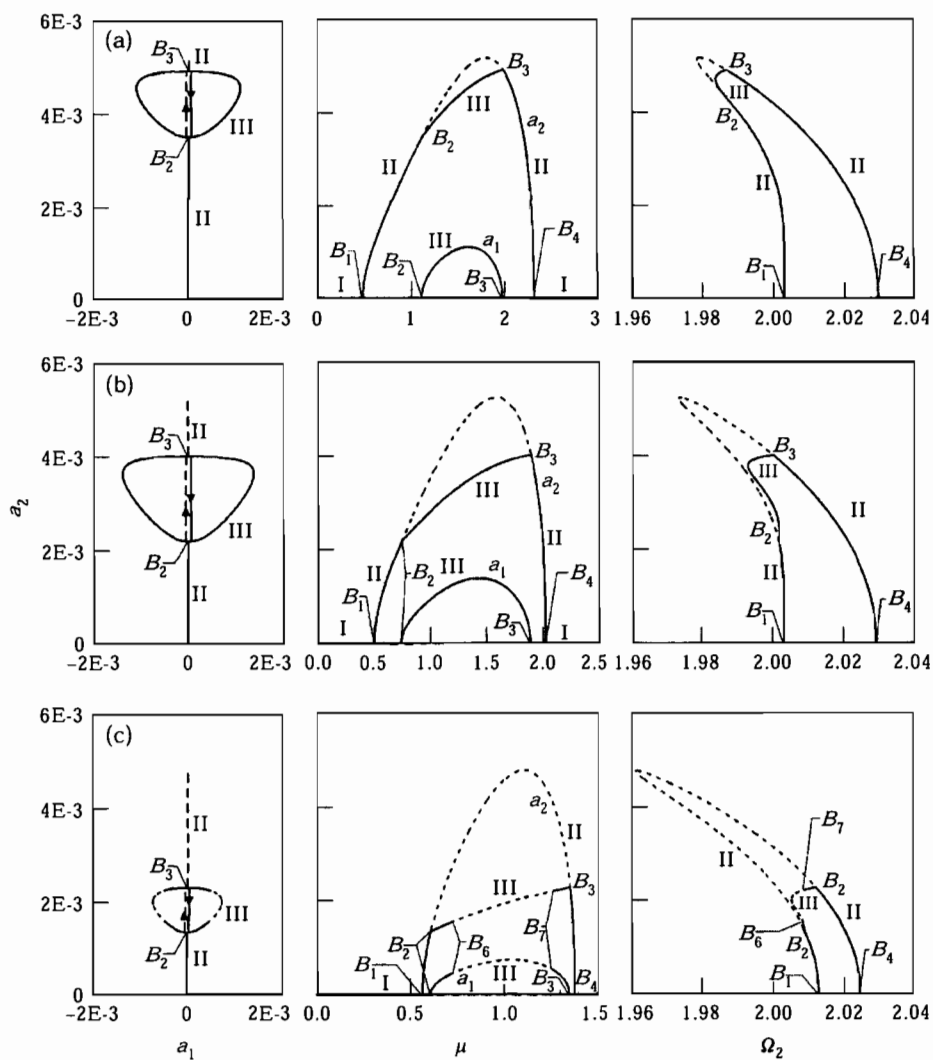 (a)
6E-3
4E-3
2E-3
0
B₃
II
III
B₂
II
−2E-3 0 2E-3
B₃
III
a₂
B₂
II
II
B₁
B₂
III
a₁
B₃
B₄
I
I
0 1 2 3
B₃
III
B₂
II
II
B₁
B₄
1.96 1.98 2.00 2.02 2.04
(b)
6E-3
4E-3
2E-3
0
II
B₃
III
B₂
II
−2E-3 0 2E-3
B₃
a₂
III
II
B₂
III
a₁
II
B₁
B₃
B₄
I
I
0.0 0.5 1.0 1.5 2.0 2.5
B₃
III
II
B₂
II
B₁
B₄
1.96 1.98 2.00 2.02 2.04
a₂
(c)
6E-3
4E-3
2E-3
0
II
B₃
III
B₂
II
−2E-3 0 2E-3
a₂
II
III
B₃
B₂
B₆
B₇
B₁
a₁
III
B₃
B₄
I
0.0 0.5 1.0 1.5
II
B₇
B₂
III
II
B₆
B₂
B₁
B₄
1.96 1.98 2.00 2.02 2.04
a₁
μ
Ω₂